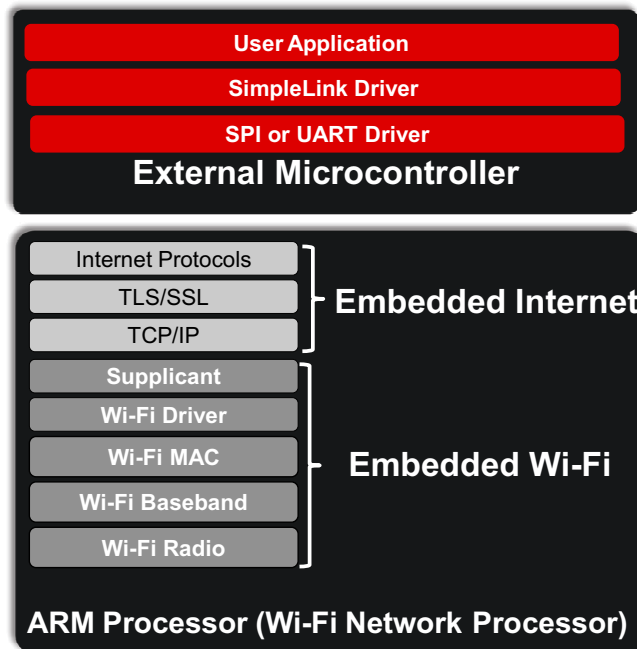 User Application
SimpleLink Driver
SPI or UART Driver
External Microcontroller
Internet Protocols
TLS/SSL
TCP/IP
Embedded Internet
Supplicant
Wi-Fi Driver
Wi-Fi MAC
Wi-Fi Baseband
Wi-Fi Radio
Embedded Wi-Fi
ARM Processor (Wi-Fi Network Processor)